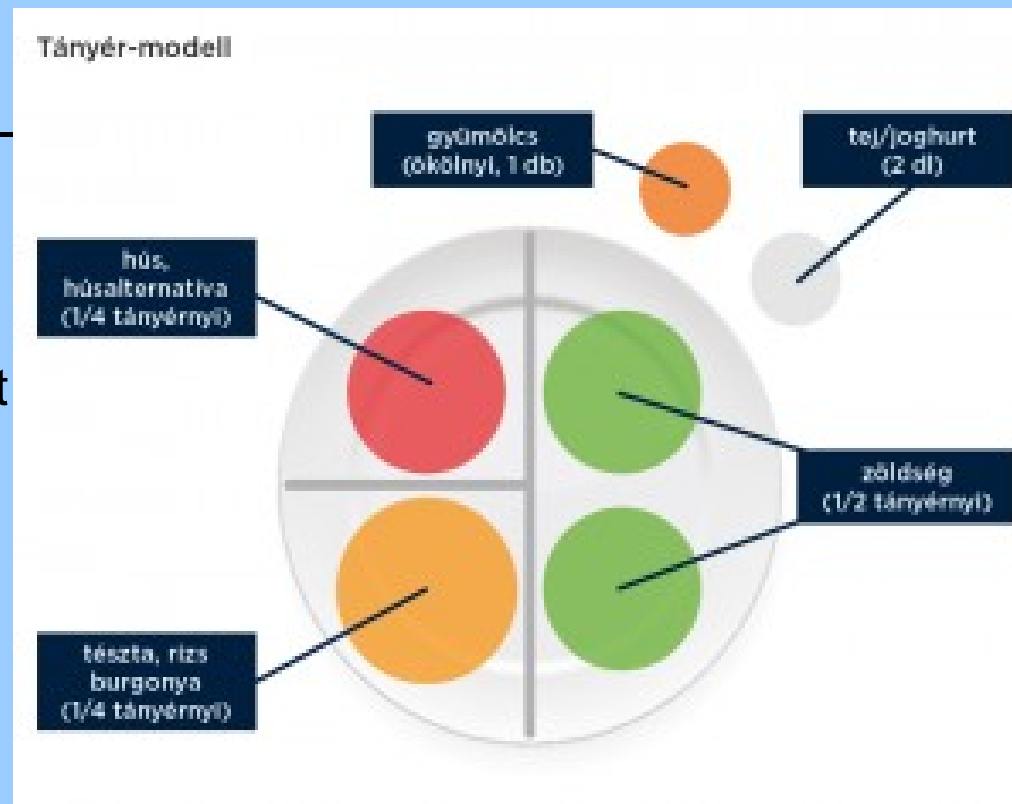 Tányér-modell
gyümölcs
(ökölnyi, 1 db)
tej/joghurt
(2 dl)
hús,
húsalternatíva
(1/4 tányérnyi)
t
zöldség
(1/2 tányérnyi)
tészta, rizs
burgonya
(1/4 tányérnyi)